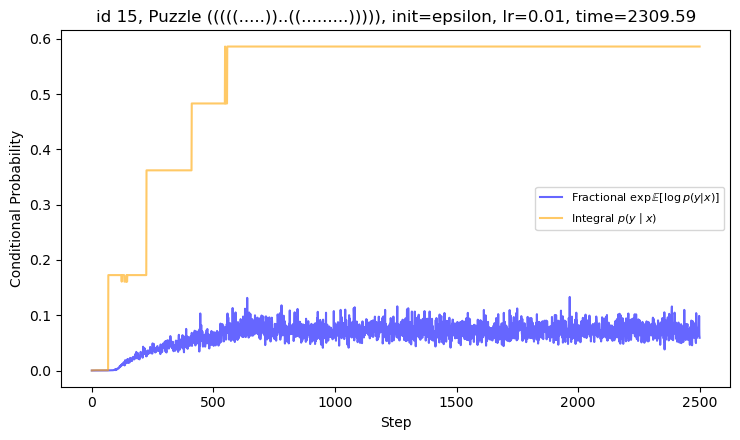 id 15, Puzzle (((((.....))..((.........))))), init=epsilon, lr=0.01, time=2309.59
Conditional Probability
0.6
0.5
0.4
0.3
0.2
0.1
0.0
Fractional exp𝔼[log p(y|x)]
Integral p(y | x)
0
500
1000
1500
2000
2500
Step